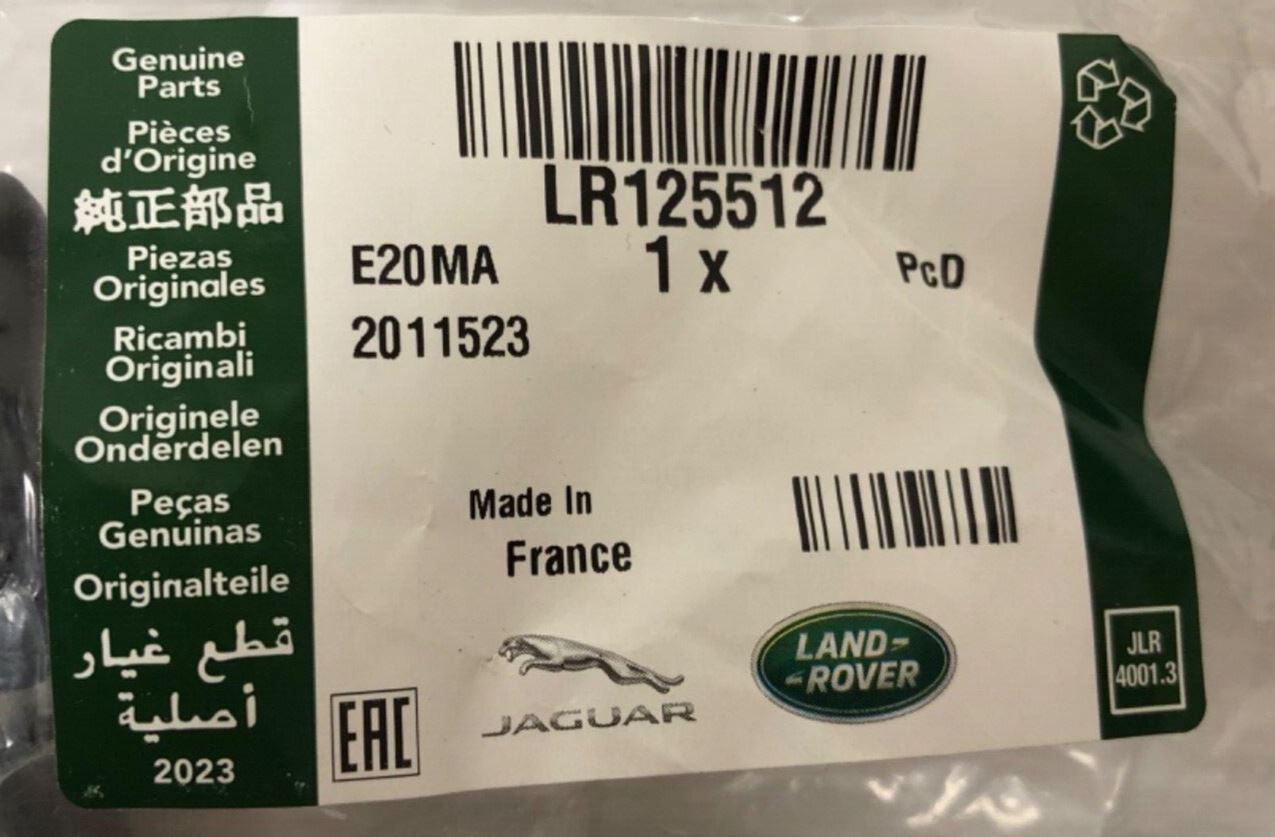 Genuine
Parts
Pièces
d'Origine
純正部品
Piezas
Originales
Ricambi
Originali
Originele
Onderdelen
Peças
Genuinas
Originalteile
قطع غيار
أصلية
2023
LR125512
E20MA 1 x PcD
2011523
Made In
France
EAC
JAGUAR
LAND-
-ROVER
JLR
4001.3